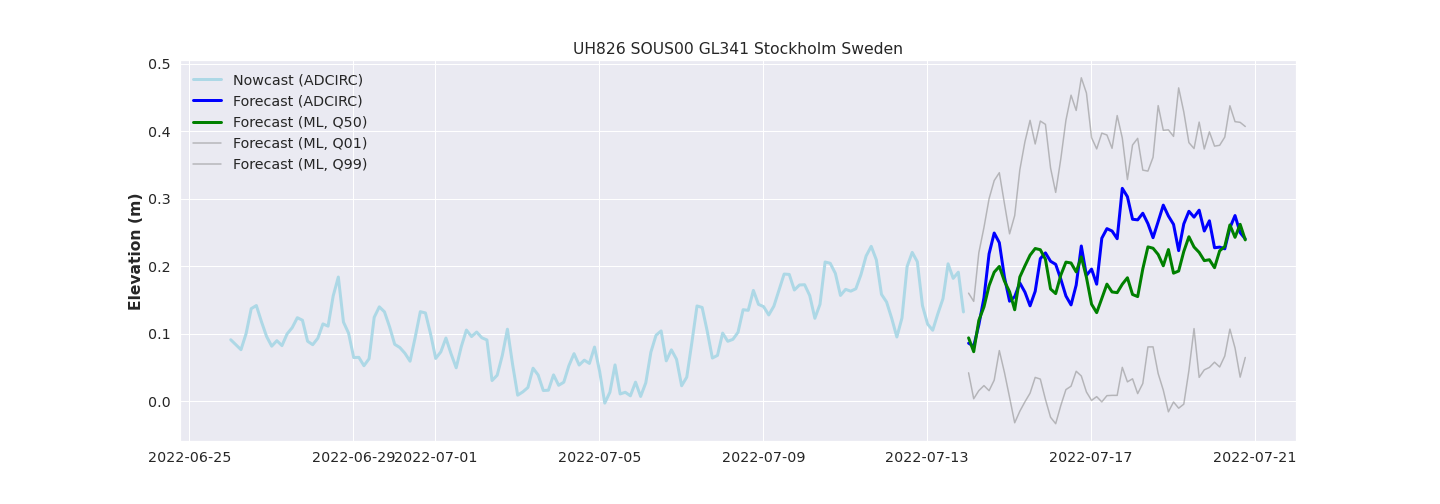 UH826 SOUS00 GL341 Stockholm Sweden
Nowcast (ADCIRC)
Forecast (ADCIRC)
Forecast (ML, Q50)
Forecast (ML, Q01)
Forecast (ML, Q99)
Elevation (m)
0.5
0.4
0.3
0.2
0.1
0.0
2022-06-25 2022-06-29 2022-07-01 2022-07-05 2022-07-09 2022-07-13 2022-07-17 2022-07-21